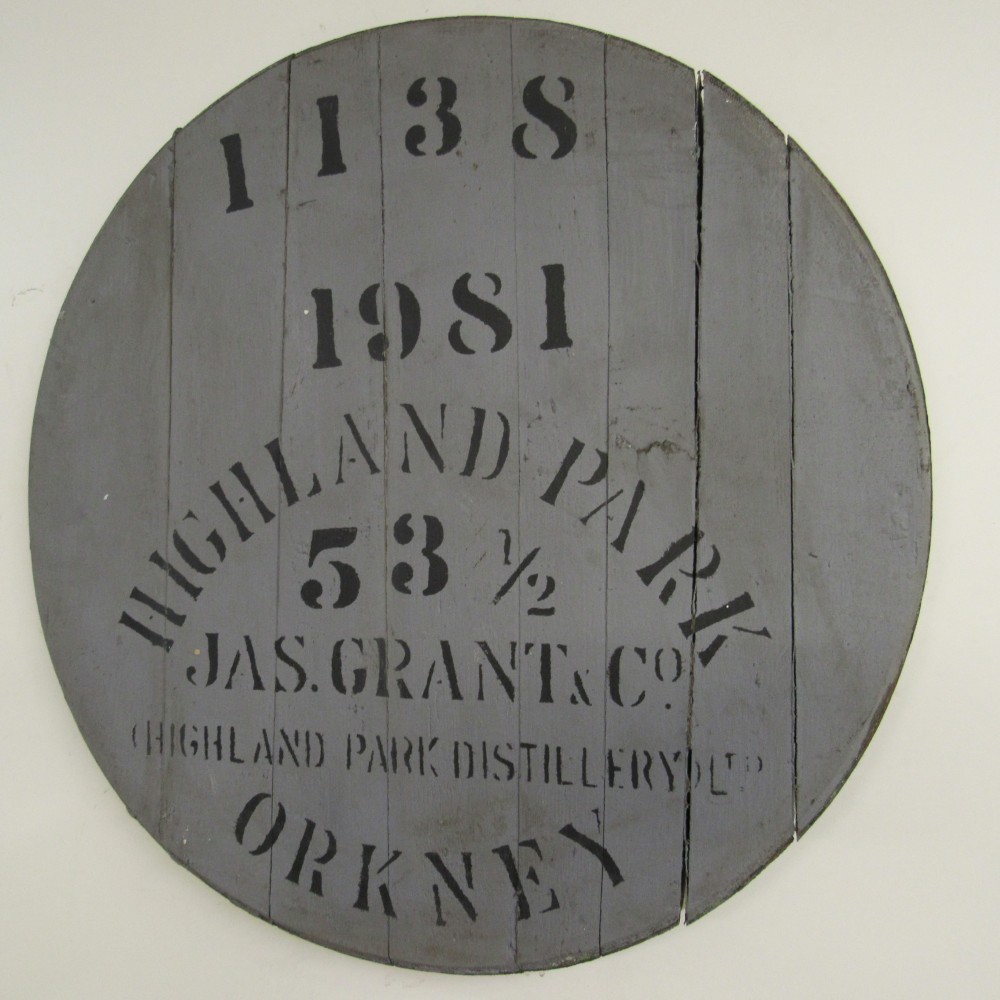 1138
1981
HIGHLAND PARK
53 ½
JAS. GRANT & Cº.
(HIGHLAND PARK DISTILLERY) LTD
ORKNEY